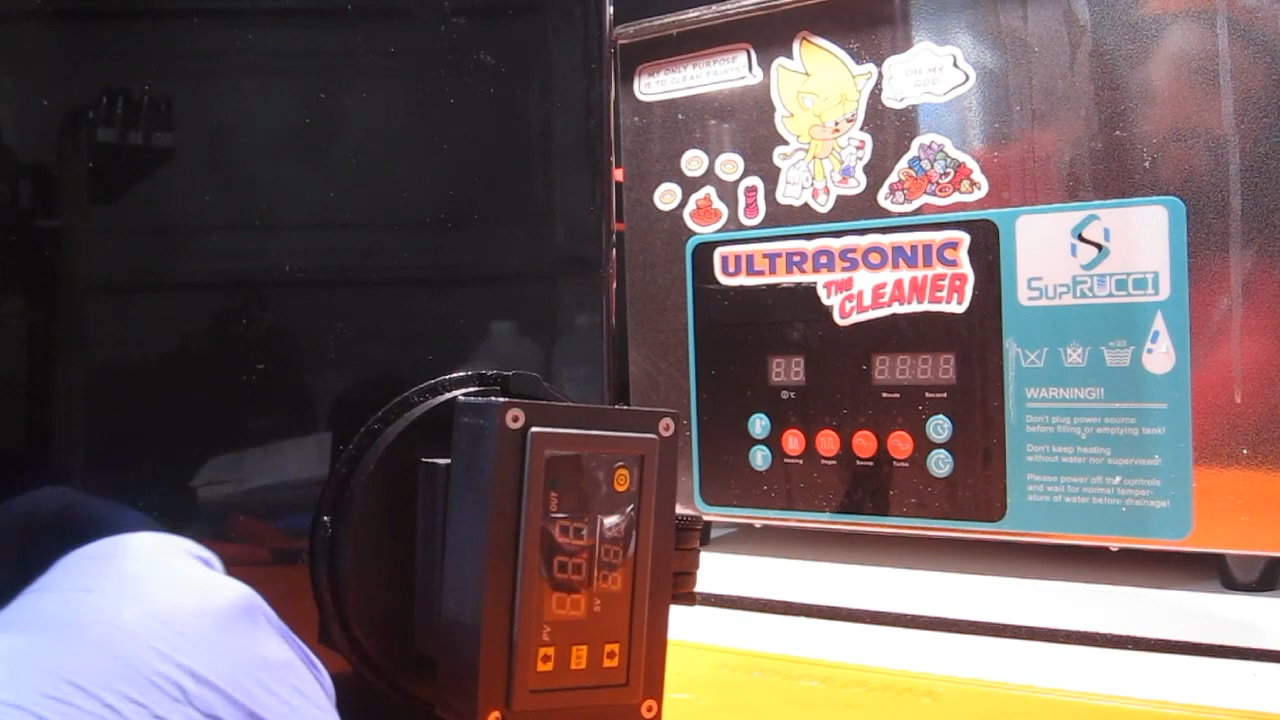 MY ONLY PURPOSE
IS TO CLEAN PRINTS
OH MY
GOD
ULTRASONIC
THE
CLEANER
SUPRUCCI
℃
Minute
Second
Heating
Degas
Sweep
Turbo
WARNING!!
Don't plug power source
before filling or emptying tank!
Don't keep heating
without water nor supervised!
Please power off the controls
and wait for normal temper-
ature of water before drainage!
OUT
PV
SV
SET